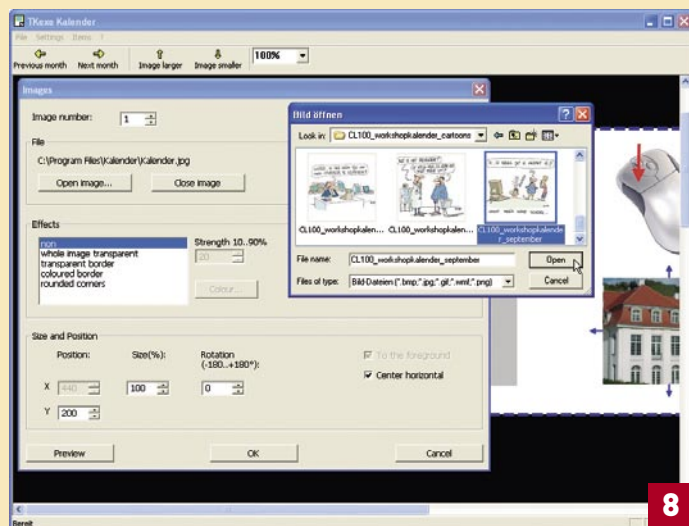 TKexe Kalender
File Settings Items ?
Previous month Next month Image larger Image smaller 100%
Images
Image number: 1
File
C:\Program Files\Kalender\Kalender.jpg
Open image... Close image
Effects
non
whole image transparent
transparent border
coloured border
rounded corners
Strength 10..90%
20
Colour...
Size and Position
Position: Size(%): Rotation
(-180..+180°):
X 440 100 0
Y 200
To the foreground
Center horizontal
Preview OK Cancel
Bild öffnen
Look in: CL100_workshopkalender_cartoons
CL100_workshopkalen... CL100_workshopkalen... CL100_workshopkalende
r_september
File name: CL100_workshopkalender_september Open
Files of type: Bild-Dateien (*.bmp;*.jpg;*.gif;*.wmf;*.png) Cancel
Bereit
8